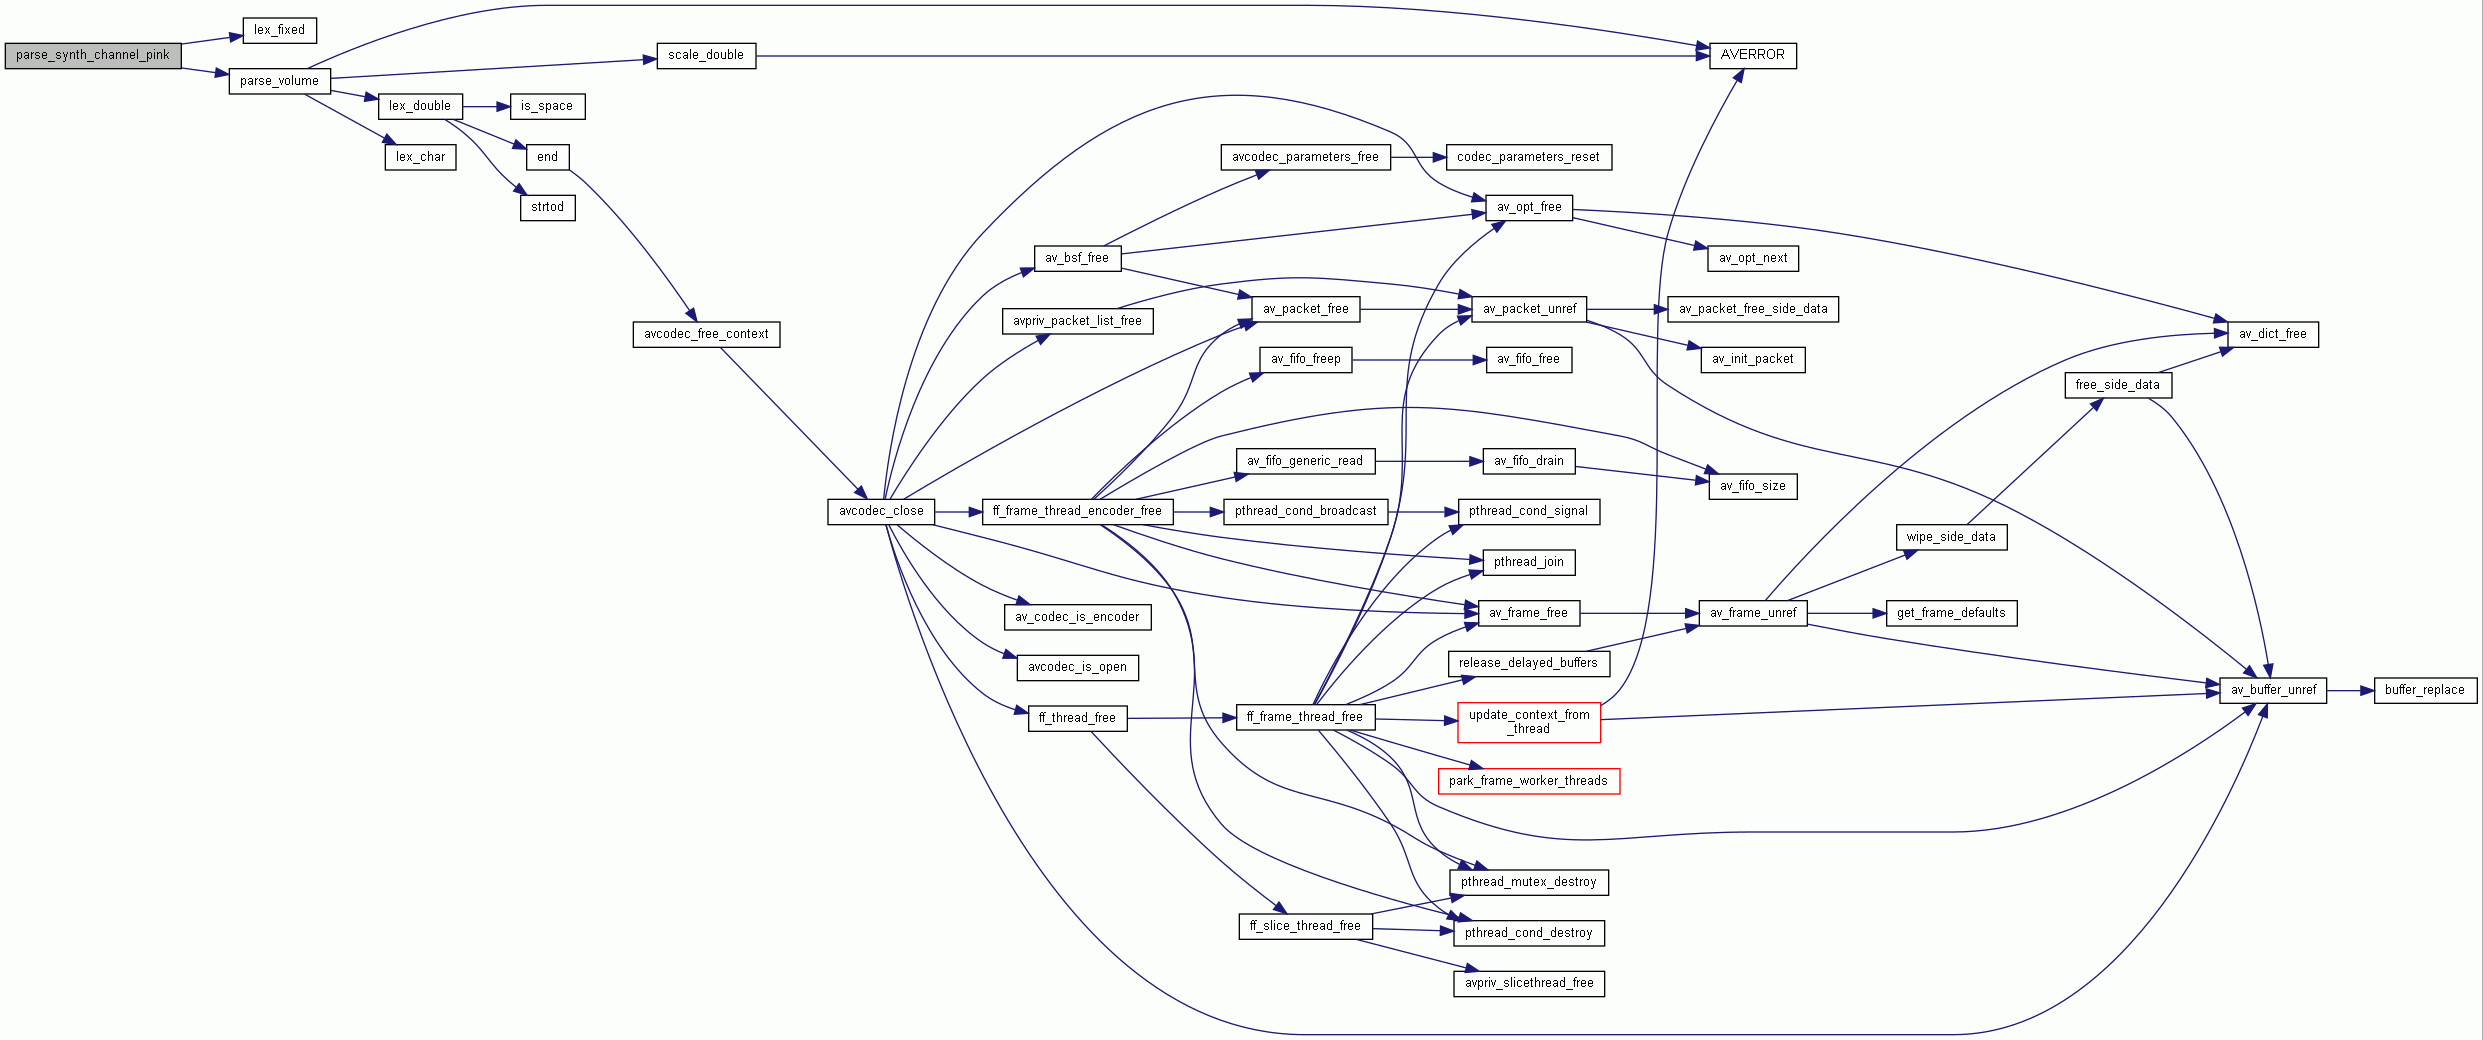 parse_synth_channel_pink
lex_fixed
parse_volume
scale_double
AVERROR
lex_double
is_space
lex_char
end
strtod
avcodec_free_context
avcodec_close
avcodec_parameters_free
codec_parameters_reset
av_opt_free
av_opt_next
av_bsf_free
avpriv_packet_list_free
av_packet_free
av_packet_unref
av_packet_free_side_data
av_init_packet
av_dict_free
av_fifo_freep
av_fifo_free
free_side_data
av_fifo_generic_read
av_fifo_drain
av_fifo_size
ff_frame_thread_encoder_free
pthread_cond_broadcast
pthread_cond_signal
wipe_side_data
pthread_join
av_codec_is_encoder
av_frame_free
av_frame_unref
get_frame_defaults
avcodec_is_open
release_delayed_buffers
av_buffer_unref
buffer_replace
ff_thread_free
ff_frame_thread_free
update_context_from
_thread
park_frame_worker_threads
pthread_mutex_destroy
ff_slice_thread_free
pthread_cond_destroy
avpriv_slicethread_free